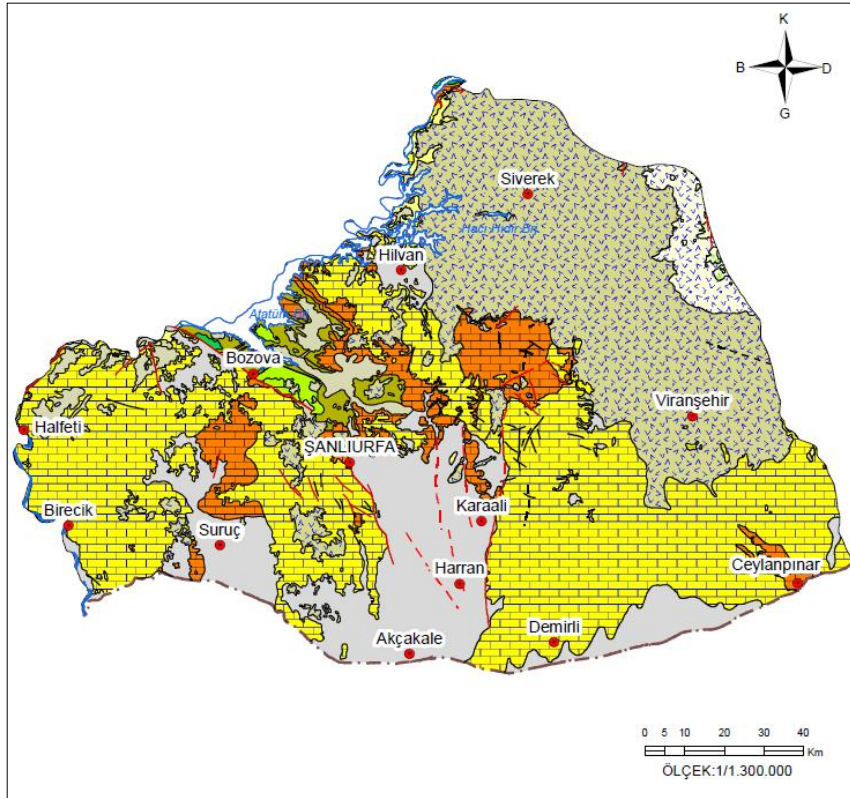 K
B D
G
Siverek
Hacı Hıdır Brj.
Hilvan
Atatürk
Bozova
Viranşehir
Halfeti
ŞANLIURFA
Karaali
Birecik
Suruç
Ceylanpınar
Harran
Demirli
Akçakale
0 5 10 20 30 40
Km
ÖLÇEK:1/1.300.000